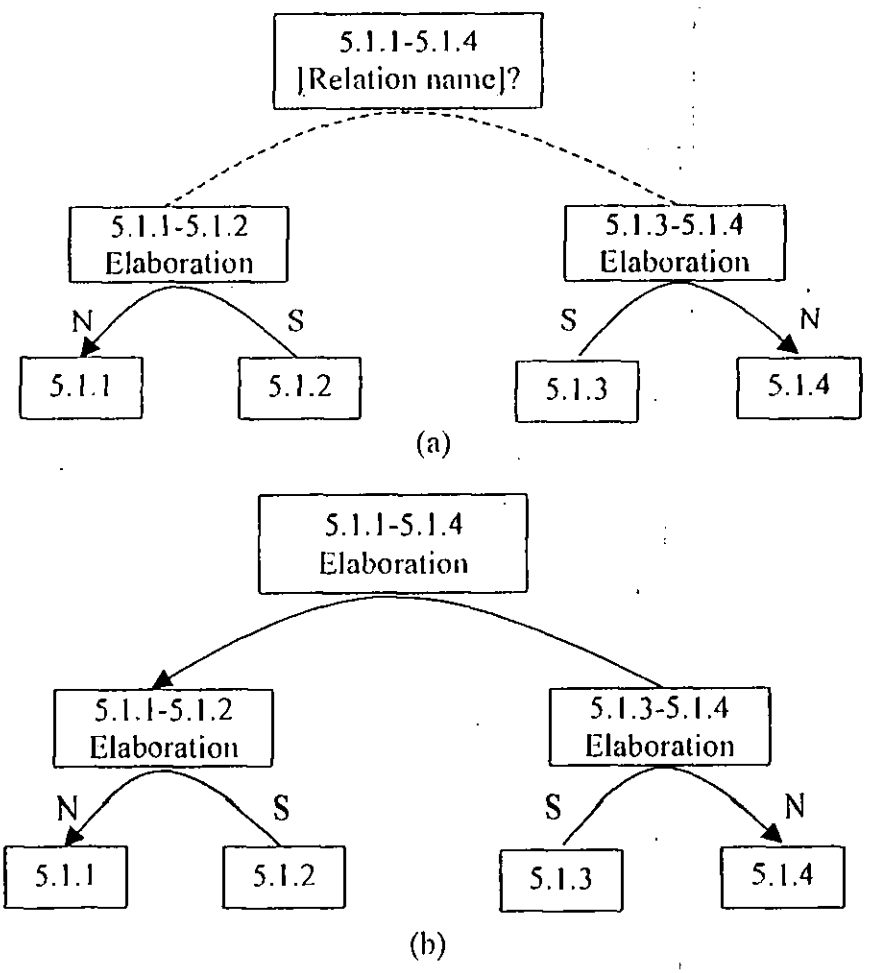 5.1.1-5.1.4
[Relation name]?
5.1.1-5.1.2
Elaboration
5.1.3-5.1.4
Elaboration
N
S
S
N
5.1.1
5.1.2
5.1.3
5.1.4
(a)
5.1.1-5.1.4
Elaboration
5.1.1-5.1.2
Elaboration
5.1.3-5.1.4
Elaboration
N
S
S
N
5.1.1
5.1.2
5.1.3
5.1.4
(b)